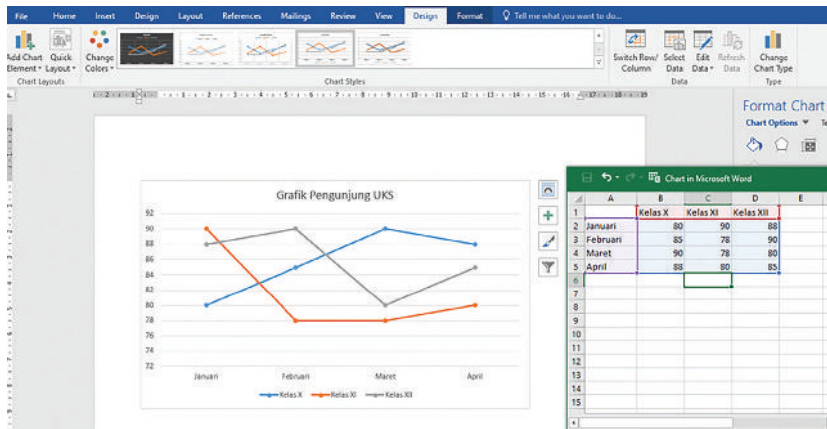 File Home Insert Design Layout References Mailings Review View Design Format Tell me what you want to do...
Add Chart Element Quick Layout Change Colors Switch Row/ Column Select Data Edit Data Refresh Data Change Chart Type
Chart Layouts Chart Styles Data Type
Format Chart
Chart Options
Chart in Microsoft Word
A B C D E
1 Kelas X Kelas XI Kelas XII
2 Januari 80 90 88
3 Februari 85 78 90
4 Maret 90 78 80
5 April 88 80 85
6
7
8
9
10
11
12
13
14
15
Grafik Pengunjung UKS
92
90
88
86
84
82
80
78
76
74
72
Januari Februari Maret April
Kelas X Kelas XI Kelas XII